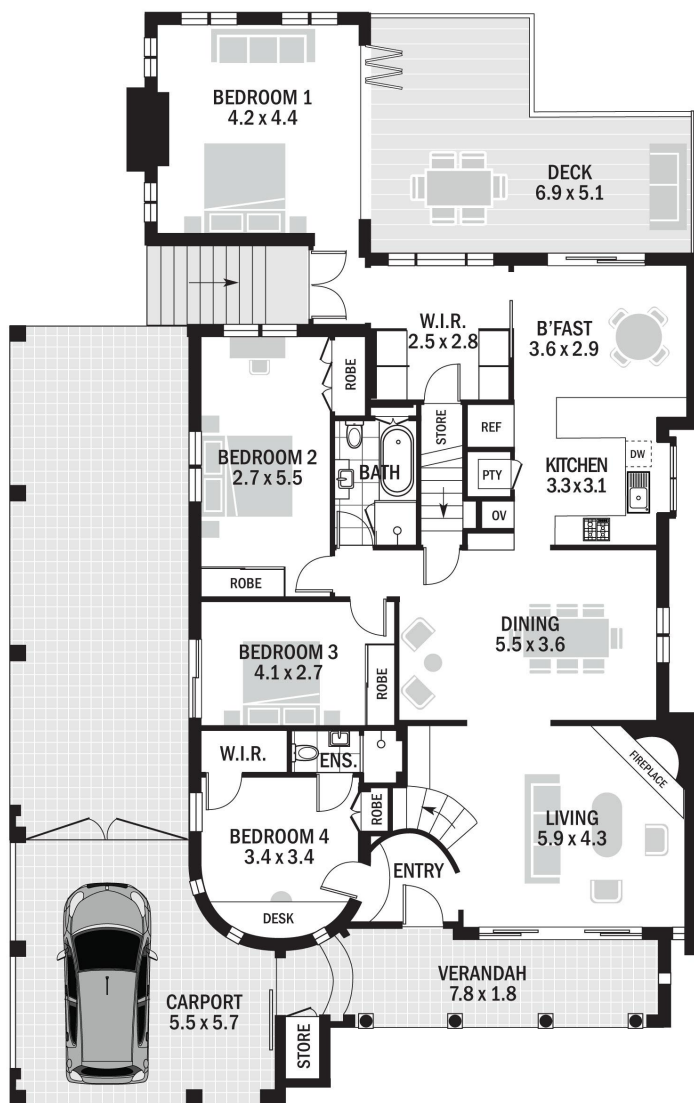 BEDROOM 1
4.2 x 4.4
DECK
6.9 x 5.1
W.I.R.
2.5 x 2.8
B'FAST
3.6 x 2.9
ROBE
STORE
REF
BEDROOM 2
2.7 x 5.5
BATH
PTY
KITCHEN
3.3 x 3.1
DW
OV
ROBE
DINING
5.5 x 3.6
BEDROOM 3
4.1 x 2.7
ROBE
W.I.R.
ENS.
FIREPLACE
ROBE
BEDROOM 4
3.4 x 3.4
LIVING
5.9 x 4.3
ENTRY
DESK
VERANDAH
7.8 x 1.8
CARPORT
5.5 x 5.7
STORE